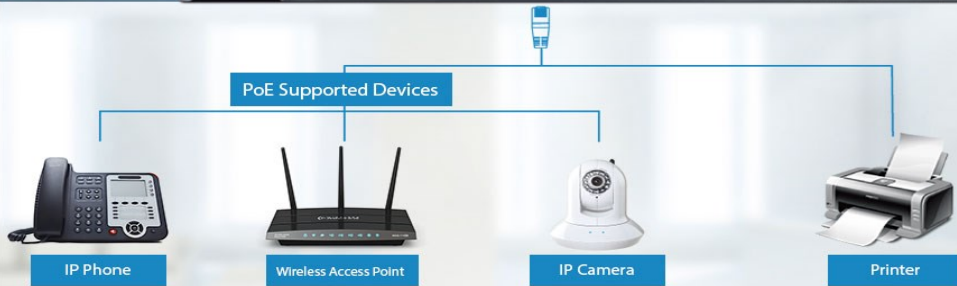 PoE Supported Devices
IP Phone
Wireless Access Point
IP Camera
Printer